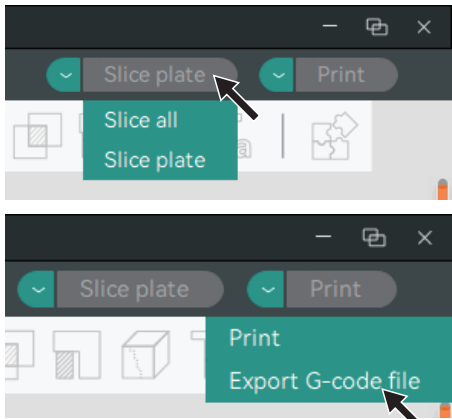 Slice plate
Print
Slice all
Slice plate
Slice plate
Print
Print
Export G-code file